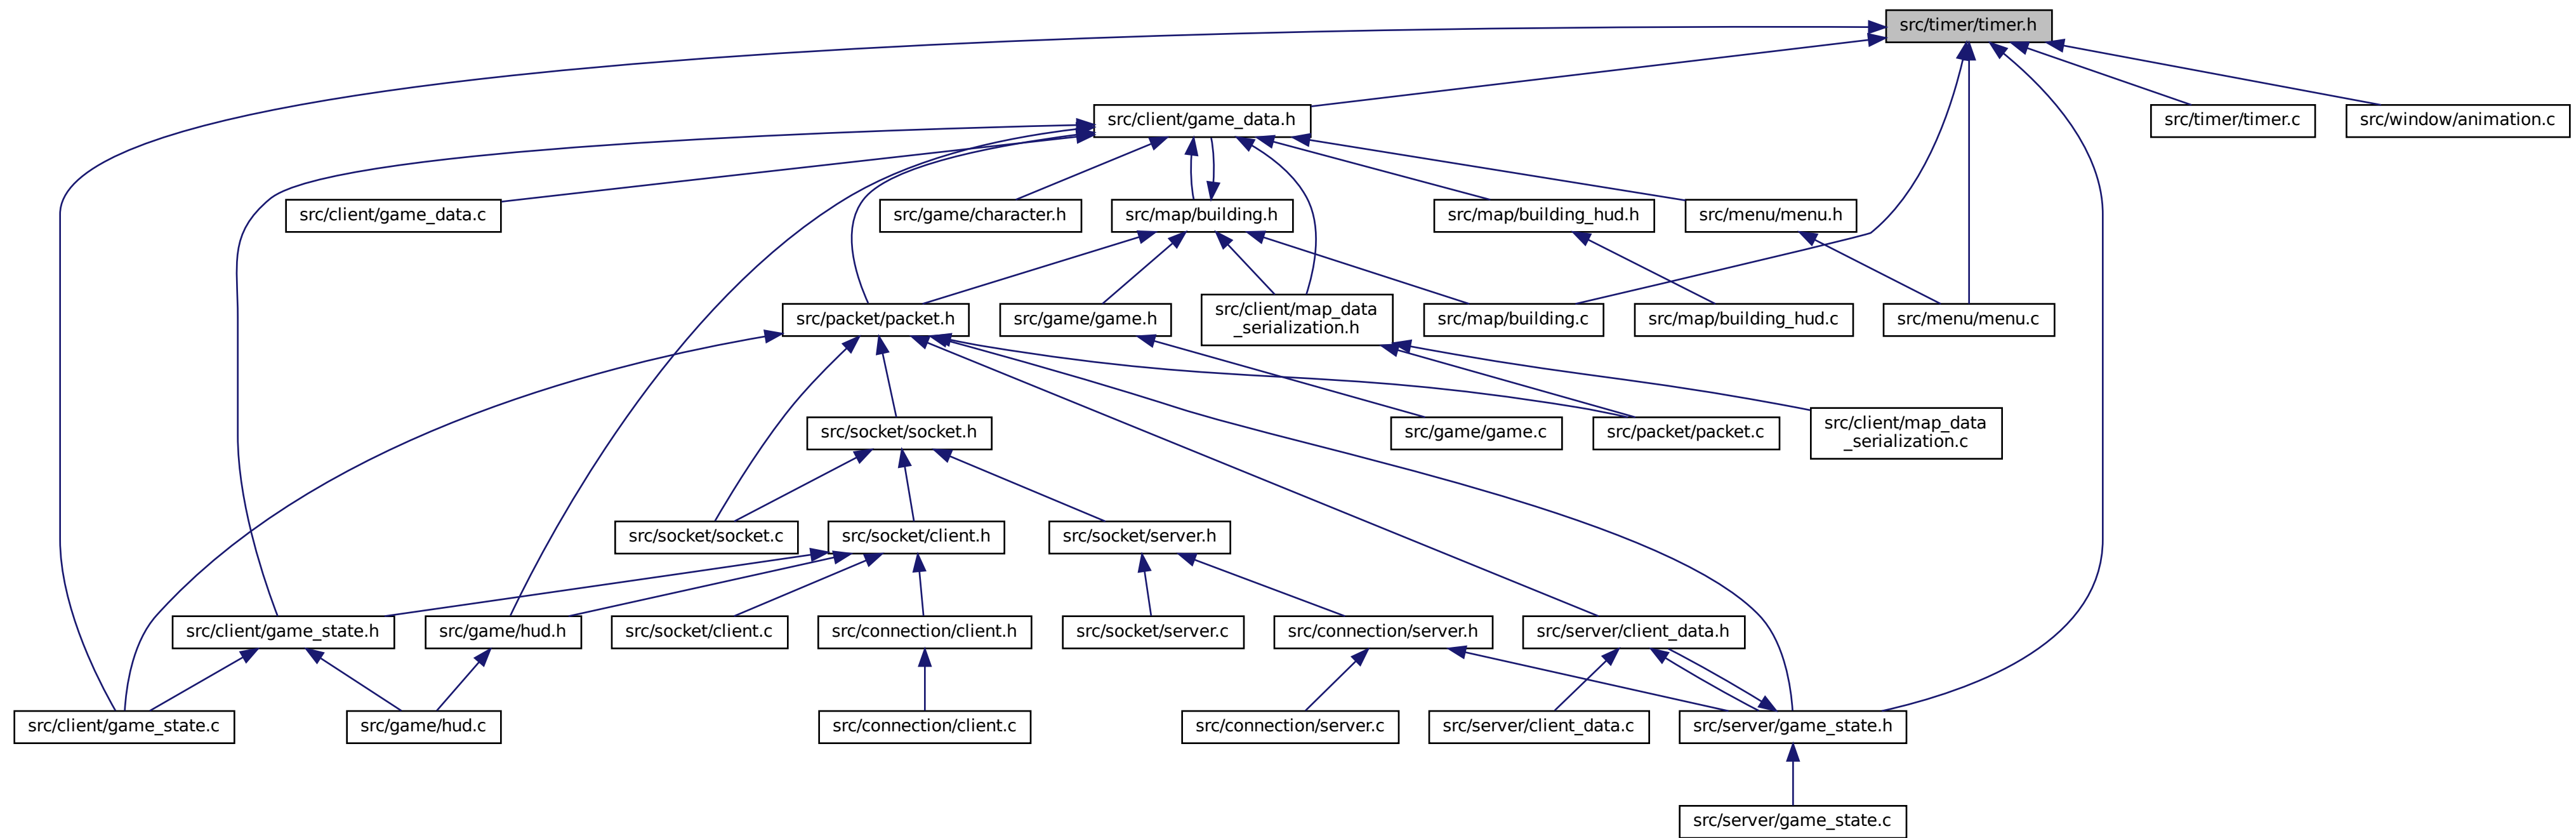 src/timer/timer.h
src/client/game_data.h
src/timer/timer.c
src/window/animation.c
src/client/game_data.c
src/game/character.h
src/map/building.h
src/map/building_hud.h
src/menu/menu.h
src/packet/packet.h
src/game/game.h
src/client/map_data
_serialization.h
src/map/building.c
src/map/building_hud.c
src/menu/menu.c
src/socket/socket.h
src/game/game.c
src/packet/packet.c
src/client/map_data
_serialization.c
src/socket/socket.c
src/socket/client.h
src/socket/server.h
src/client/game_state.h
src/game/hud.h
src/socket/client.c
src/connection/client.h
src/socket/server.c
src/connection/server.h
src/server/client_data.h
src/client/game_state.c
src/game/hud.c
src/connection/client.c
src/connection/server.c
src/server/client_data.c
src/server/game_state.h
src/server/game_state.c